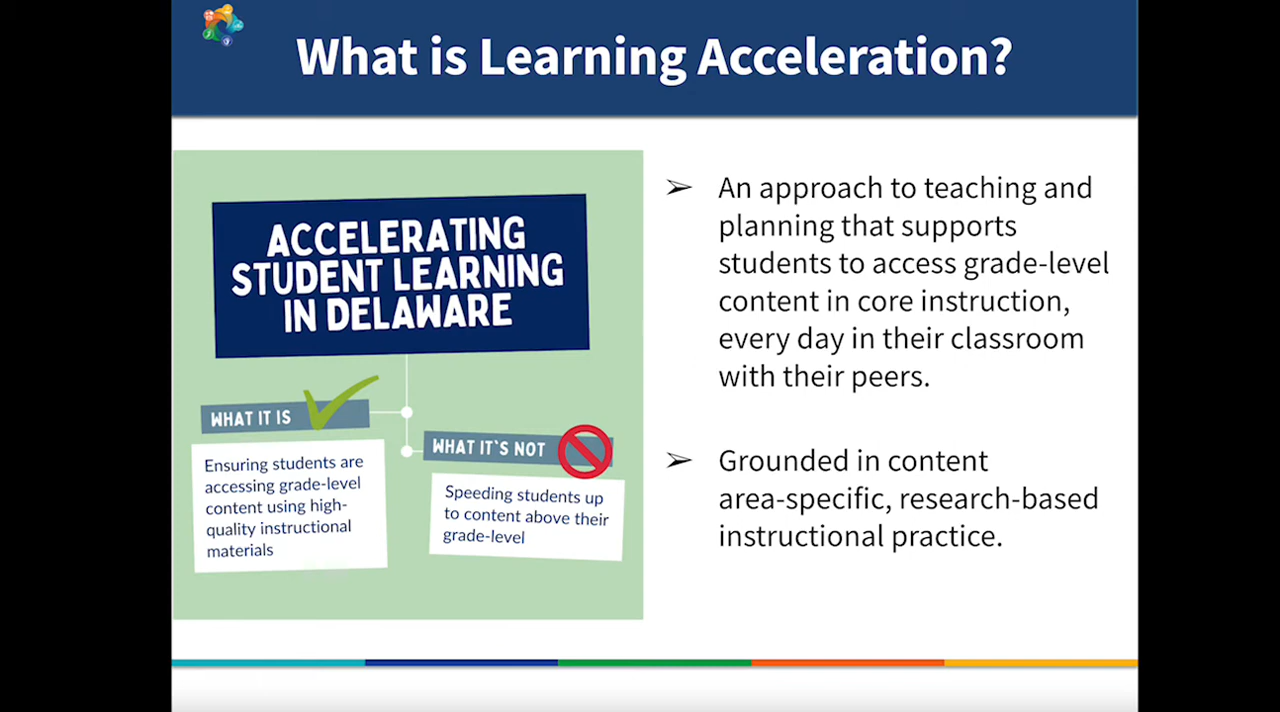 What is Learning Acceleration?
ACCELERATING
STUDENT LEARNING
IN DELAWARE
WHAT IT IS
Ensuring students are
accessing grade-level
content using high-
quality instructional
materials
WHAT IT'S NOT
Speeding students up
to content above their
grade-level
➢ An approach to teaching and
planning that supports
students to access grade-level
content in core instruction,
every day in their classroom
with their peers.
➢ Grounded in content
area-specific, research-based
instructional practice.